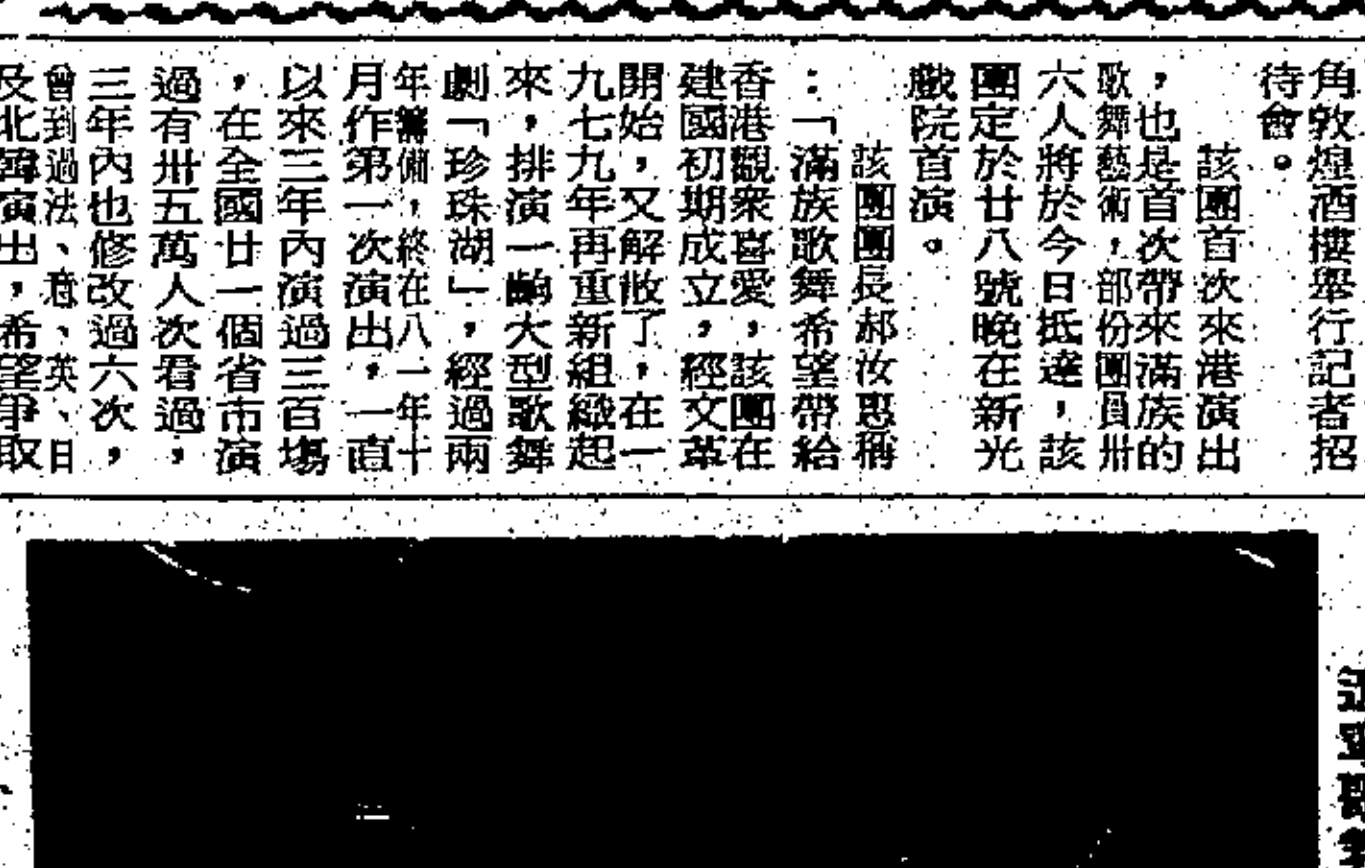 角敦煌酒樓舉行記者招
待會。
該團首次來港演出
，也是首次帶來滿族的
歌舞藝術，部份團員卅
六人將於今日抵達，該
團定於廿八號晚在新光
戲院首演。
該團團長郝汝惠稱
：「滿族歌舞希望帶給
香港觀衆喜愛，該團在
建國初期成立，經文革
開始，又解散了，在一
九七九年再重新組織起
來，排演一齣大型歌舞
劇「珍珠湖」，經過兩
年籌備，終在八一年十
月作第一次演出，一直
以來三年內演過三百塲
，在全國廿一個省市演
過有卅五萬人次看過，
三年內也修改過六次，
曾到過法、意、英、日
及北韓演出，希望爭取